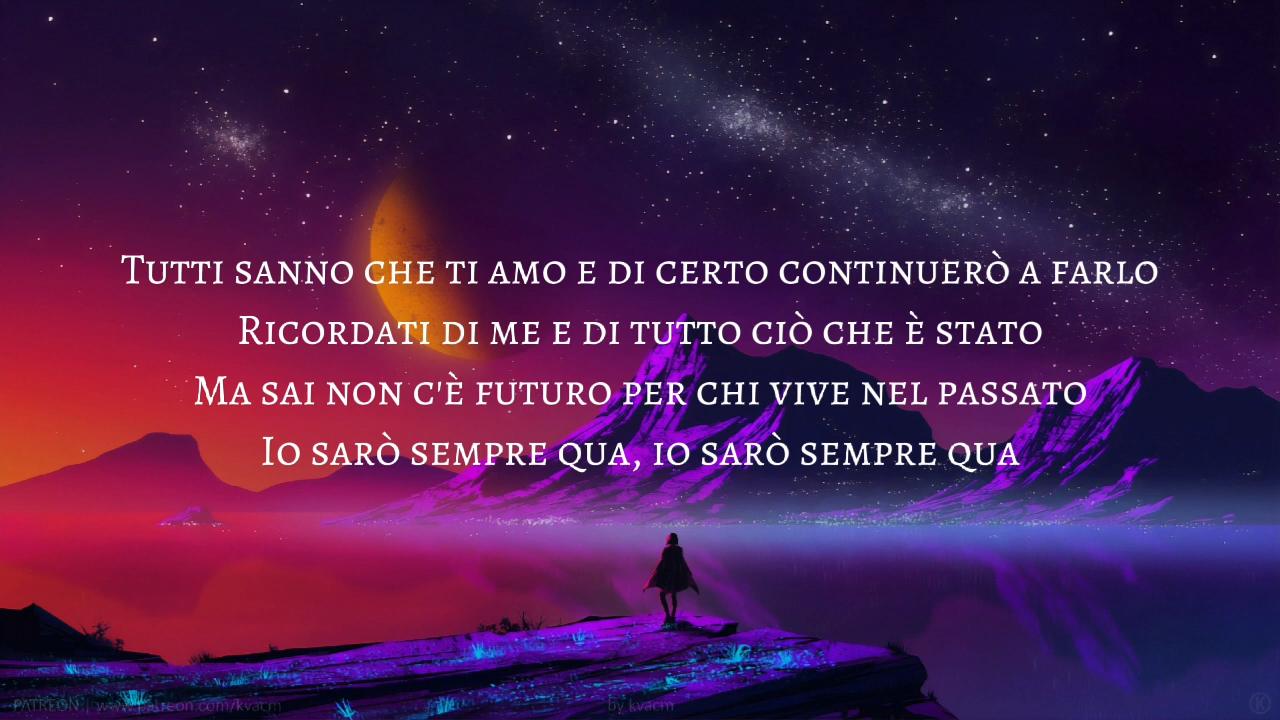 Tutti sanno che ti amo e di certo continuerò a farlo
Ricordati di me e di tutto ciò che è stato
Ma sai non c'è futuro per chi vive nel passato
Io sarò sempre qua, io sarò sempre qua
PATREON | www.patreon.com/kvacm
by kvacm
K